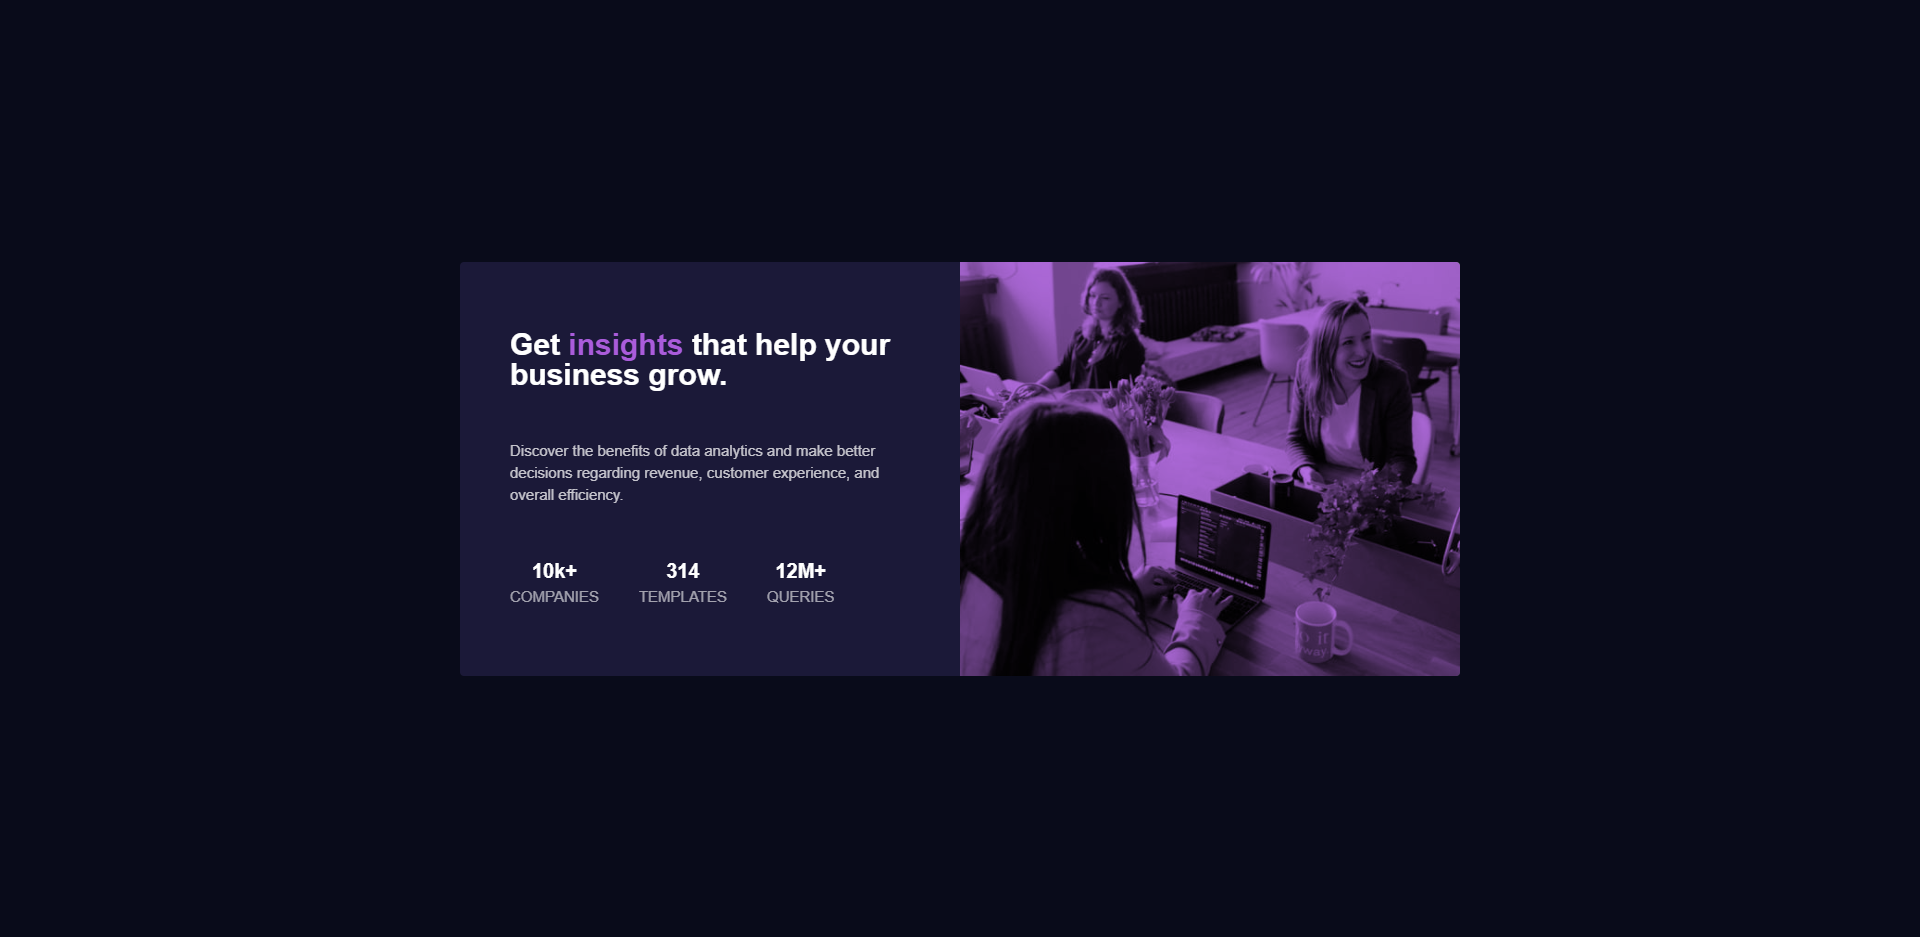 Get insights that help your
business grow.
Discover the benefits of data analytics and make better
decisions regarding revenue, customer experience, and
overall efficiency.
10k+ 314 12M+
COMPANIES TEMPLATES QUERIES